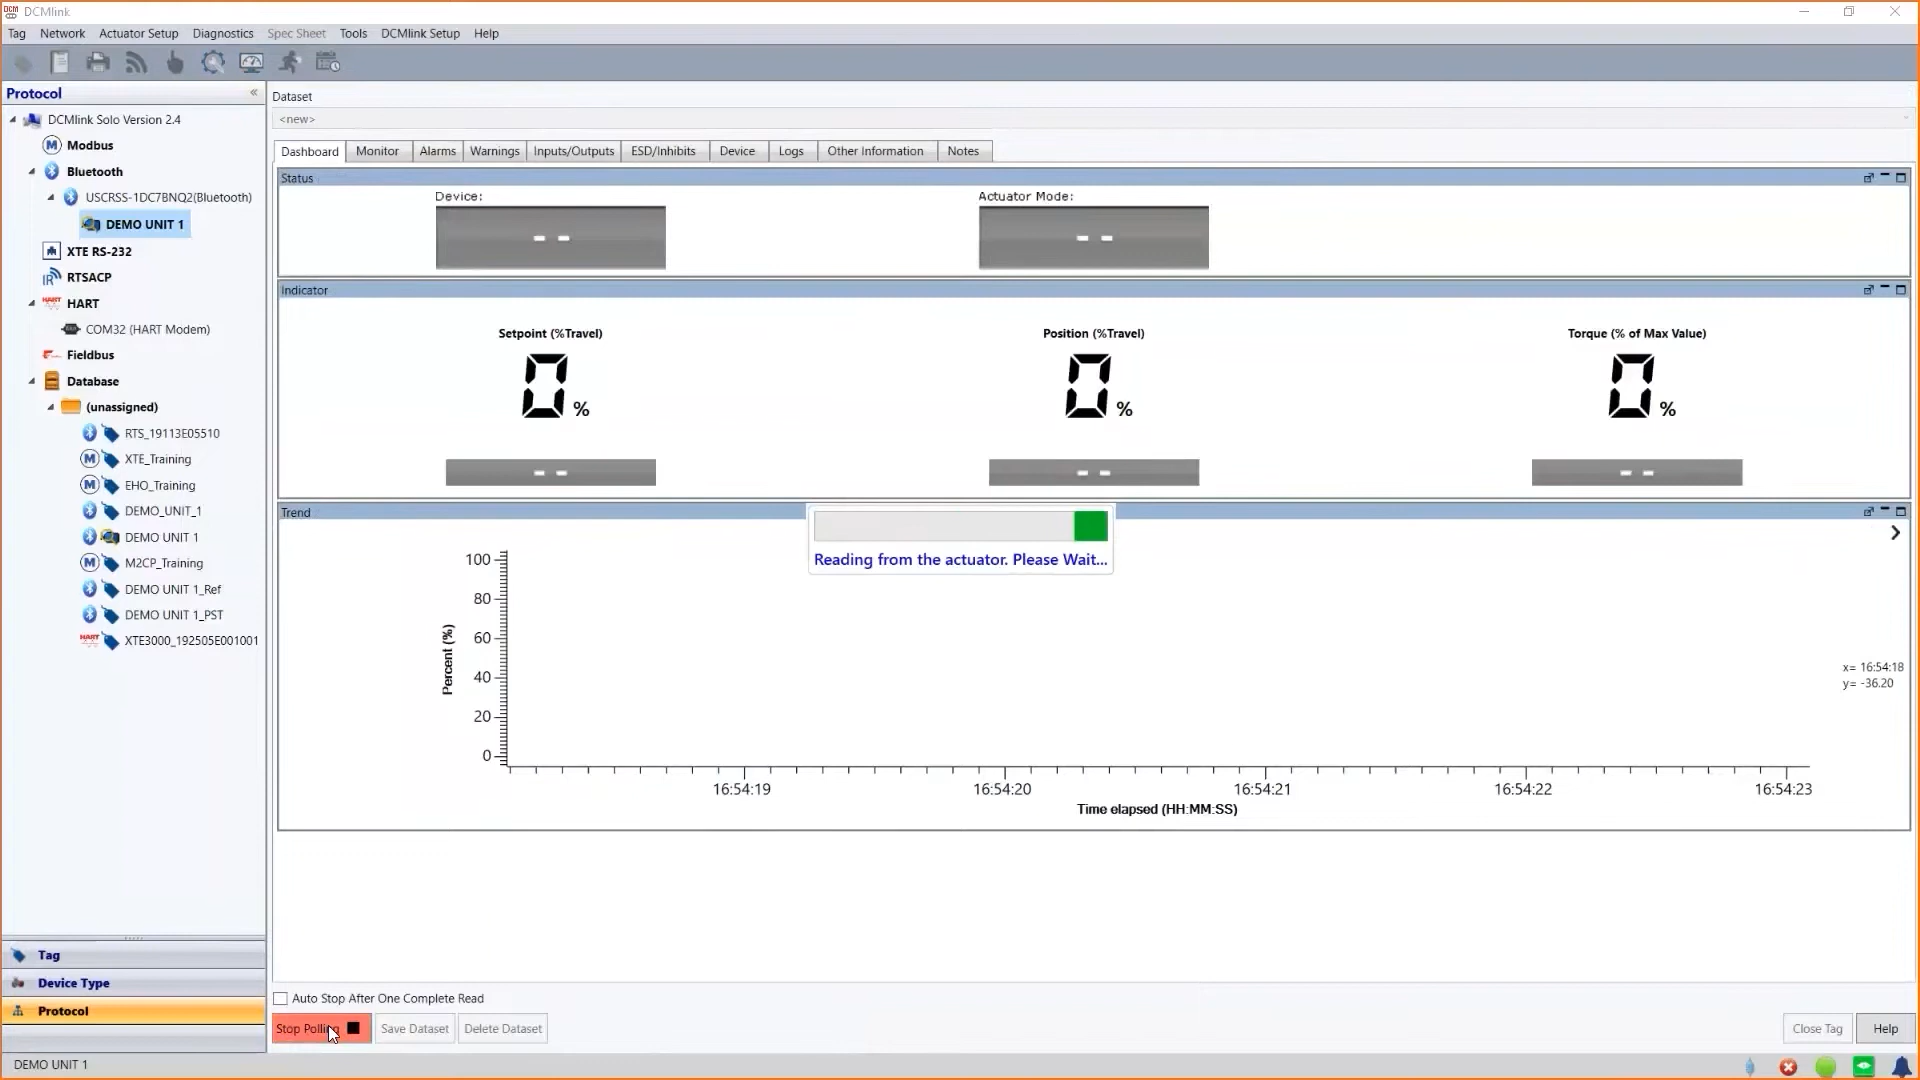 DCMlink
Tag Network Actuator Setup Diagnostics Spec Sheet Tools DCMlink Setup Help
Protocol
DCMlink Solo Version 2.4
Modbus
Bluetooth
USCRSS-1DC7BNQ2(Bluetooth)
DEMO UNIT 1
XTE RS-232
RTSACP
HART
COM32 (HART Modem)
Fieldbus
Database
(unassigned)
RTS_19113E05510
XTE_Training
EHO_Training
DEMO_UNIT_1
DEMO UNIT 1
M2CP_Training
DEMO UNIT 1_Ref
DEMO UNIT 1_PST
XTE3000_192505E001001
Tag
Device Type
Protocol
Dataset
<new>
Dashboard Monitor Alarms Warnings Inputs/Outputs ESD/Inhibits Device Logs Other Information Notes
Status
Device: Actuator Mode:
-- --
Indicator
Setpoint (%Travel) Position (%Travel) Torque (% of Max Value)
0 % 0 % 0 %
-- -- --
Trend
Reading from the actuator. Please Wait...
100
80
60
40
20
0
Percent (%)
x= 16:54:18
y= -36.20
16:54:19 16:54:20 16:54:21 16:54:22 16:54:23
Time elapsed (HH:MM:SS)
Auto Stop After One Complete Read
Stop Polling Save Dataset Delete Dataset Close Tag Help
DEMO UNIT 1